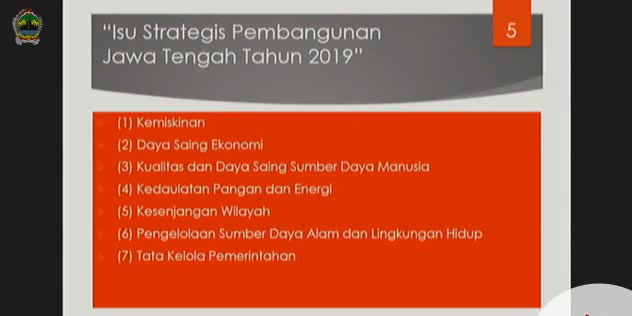 "Isu Strategis Pembangunan
Jawa Tengah Tahun 2019"
5
(1) Kemiskinan
(2) Daya Saing Ekonomi
(3) Kualitas dan Daya Saing Sumber Daya Manusia
(4) Kedaulatan Pangan dan Energi
(5) Kesenjangan Wilayah
(6) Pengelolaan Sumber Daya Alam dan Lingkungan Hidup
(7) Tata Kelola Pemerintahan